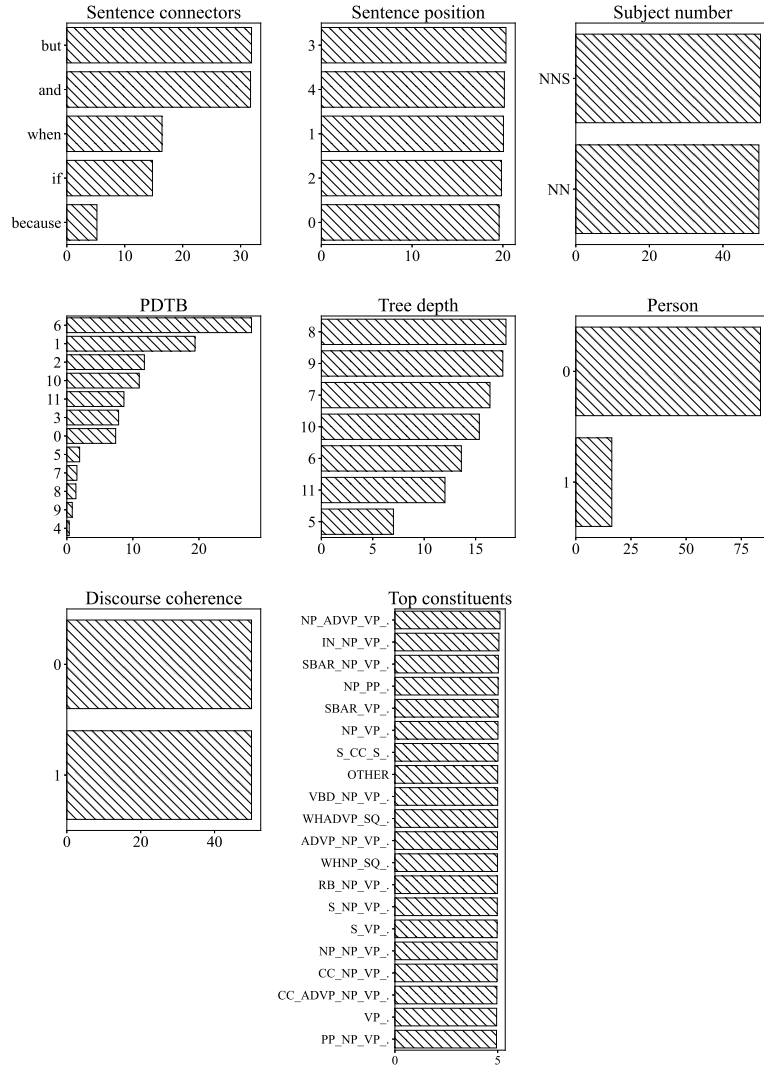 Sentence connectors
but
and
when
if
because
0 10 20 30
Sentence position
3
4
1
2
0
0 10 20
Subject number
NNS
NN
0 20 40
PDTB
6
1
2
10
11
3
0
5
7
8
9
4
0 10 20
Tree depth
8
9
7
10
6
11
5
0 5 10 15
Person
0
1
0 25 50 75
Discourse coherence
0
1
0 20 40
Top constituents
NP_ADVP_VP_.
IN_NP_VP_.
SBAR_NP_VP_.
NP_PP_.
SBAR_VP_.
NP_VP_.
S_CC_S_.
OTHER
VBD_NP_VP_.
WHADVP_SQ_.
ADVP_NP_VP_.
WHNP_SQ_.
RB_NP_VP_.
S_NP_VP_.
S_VP_.
NP_NP_VP_.
CC_NP_VP_.
CC_ADVP_NP_VP_.
VP_.
PP_NP_VP_.
0 5